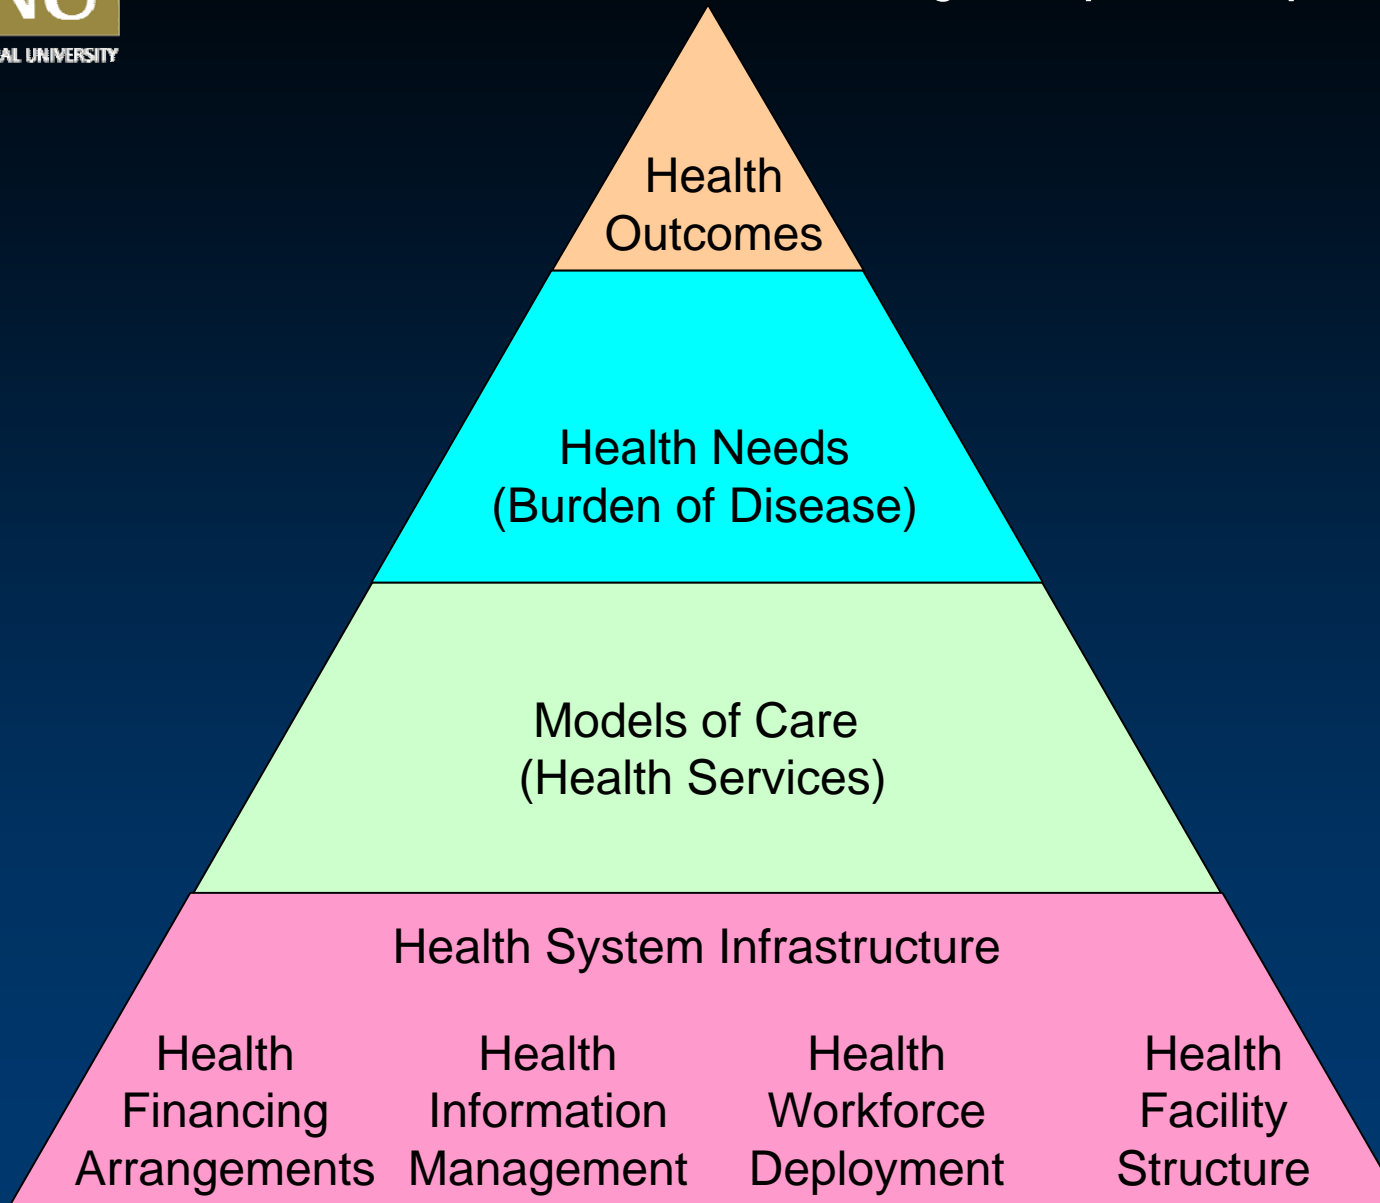 AL UNIVERSITY
Health
Outcomes
Health Needs
(Burden of Disease)
Models of Care
(Health Services)
Health System Infrastructure
Health
Financing
Arrangements
Health
Information
Management
Health
Workforce
Deployment
Health
Facility
Structure